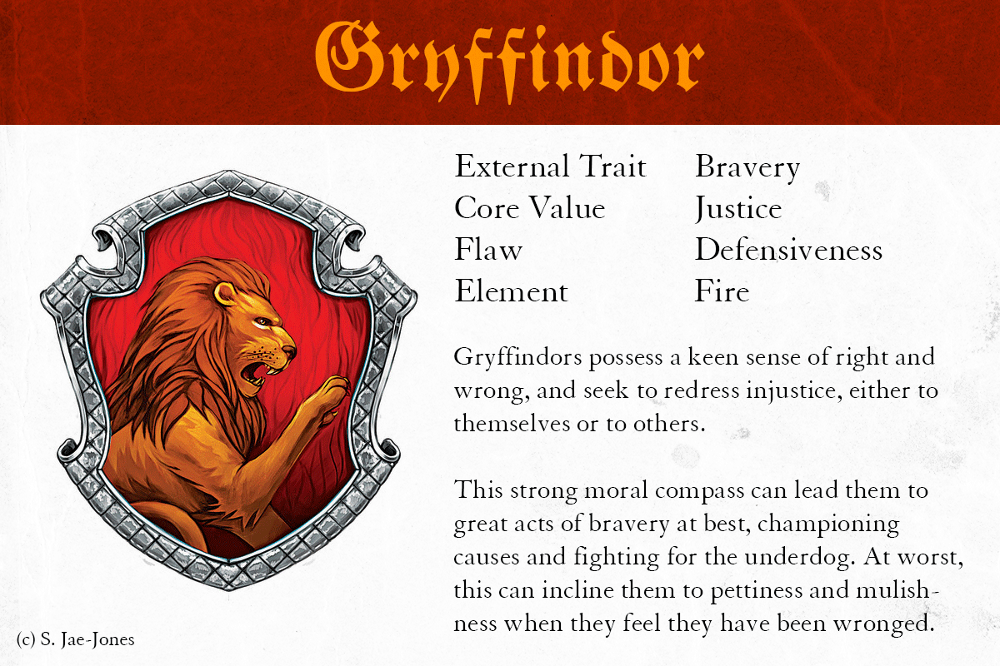 Gryffindor
External Trait Bravery
Core Value Justice
Flaw Defensiveness
Element Fire
Gryffindors possess a keen sense of right and
wrong, and seek to redress injustice, either to
themselves or to others.
This strong moral compass can lead them to
great acts of bravery at best, championing
causes and fighting for the underdog. At worst,
this can incline them to pettiness and mulish-
ness when they feel they have been wronged.
(c) S. Jae-Jones